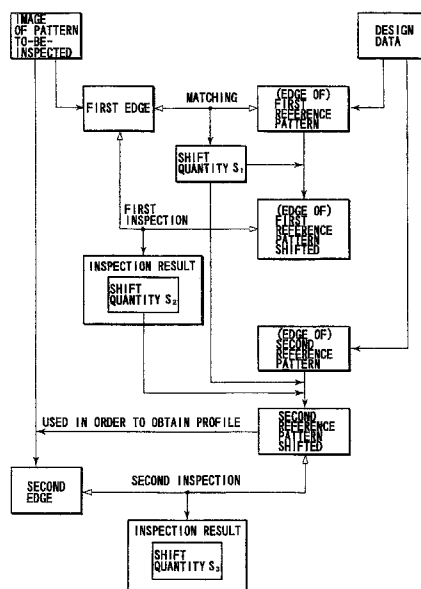 IMAGE
OF PATTERN
TO-BE-
INSPECTED
DESIGN
DATA
FIRST EDGE
MATCHING
(EDGE OF)
FIRST
REFERENCE
PATTERN
SHIFT
QUANTITY S₁
FIRST
INSPECTION
(EDGE OF)
FIRST
REFERENCE
PATTERN
SHIFTED
INSPECTION RESULT
SHIFT
QUANTITY S₂
(EDGE OF)
SECOND
REFERENCE
PATTERN
USED IN ORDER TO OBTAIN PROFILE
SECOND
REFERENCE
PATTERN
SHIFTED
SECOND
EDGE
SECOND INSPECTION
INSPECTION RESULT
SHIFT
QUANTITY S₃